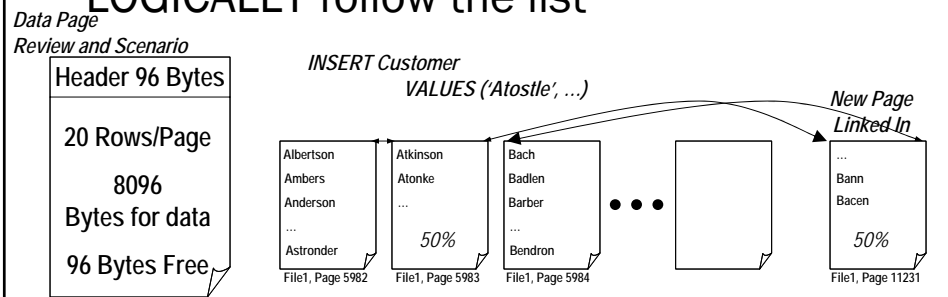 LOGICALLY follow the list
Data Page
Review and Scenario
Header 96 Bytes
20 Rows/Page
8096
Bytes for data
96 Bytes Free
INSERT Customer
VALUES ('Atostle', ...)
New Page
Linked In
Albertson
Ambers
Anderson
...
Astronder
File1, Page 5982
Atkinson
Atonke
...
50%
File1, Page 5983
Bach
Badlen
Barber
...
Bendron
File1, Page 5984
...
Bann
Bacen
50%
File1, Page 11231